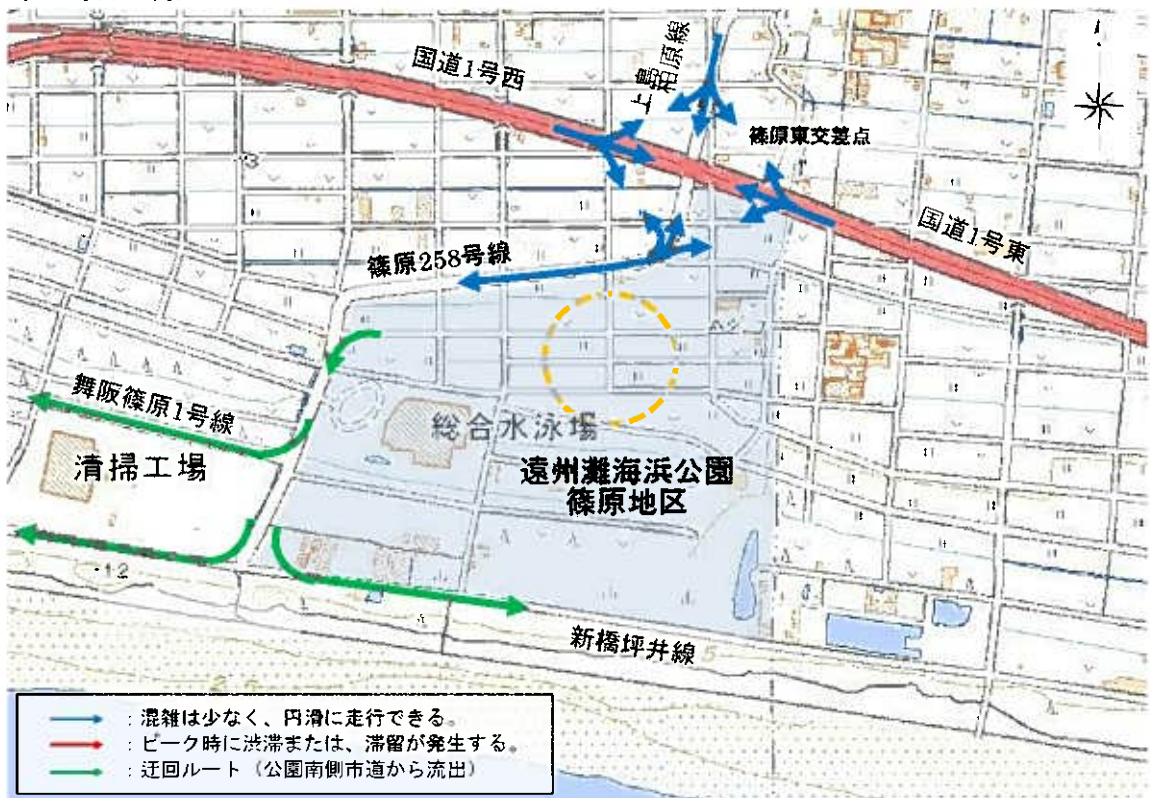 国道1号西
上島柏原線
篠原東交差点
国道1号東
篠原258号線
舞阪篠原1号線
清掃工場
総合水泳場
遠州灘海浜公園
篠原地区
新橋坪井線
：混雑は少なく、円滑に走行できる。
：ピーク時に渋滞または、滞留が発生する。
：迂回ルート（公園南側市道から流出）